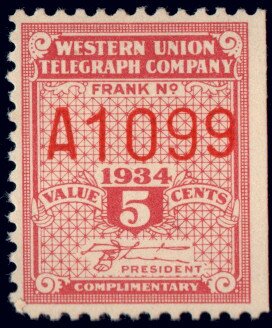 WESTERN UNION
TELEGRAPH COMPANY
FRANK No
A1099
1934
VALUE 5 CENTS
PRESIDENT
COMPLIMENTARY